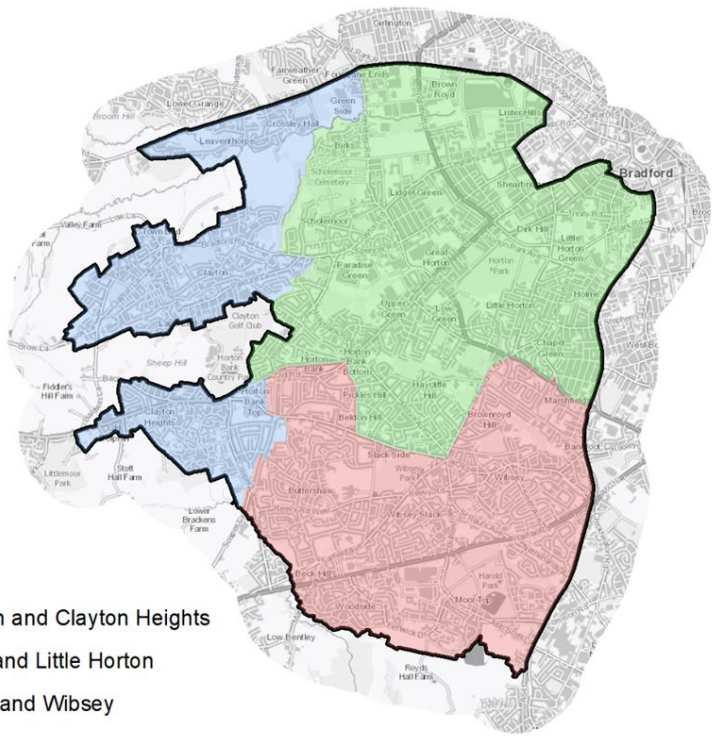 Girlington
Fairweather
Green
Lower Grange
Green
Side
Brown
Royd
Crossley Hall
Leaventhorpe
Broom Hill
Lister Hills
Scholemoor
Cemetery
Lidget Green
Bradford
Shearbridge
Scholemoor
Valley Farm
Dirk Hill
Little
Horton
Green
Clayton
Paradise
Green
Great
Horton
Horton
Park
Upper
Green
Low
Green
Little Horton
Holme
Clayton
Golf Club
Sheep Hill
Horton
Bank
Country Park
Horton
Bank
Horton
Bank
Bottom
Chapel
Green
Fiddler's
Hill Farm
Horton
Bank
Top
Pickles Hill
Haycliffe
Hill
Marshfields
Clayton
Heights
Beldon Hill
Brownroyd
Hill
Slack Side
Littlemoor
Park
Stott
Hall Farm
Wibsey
Park
Wibsey
Buttershaw
Lower
Brackens
Farm
Wibsey Slack
Beck Hill
Harold
Park
Woodside
Moor Top
Low Bentley
Royds
Hall Farm
n and Clayton Heights
and Little Horton
and Wibsey